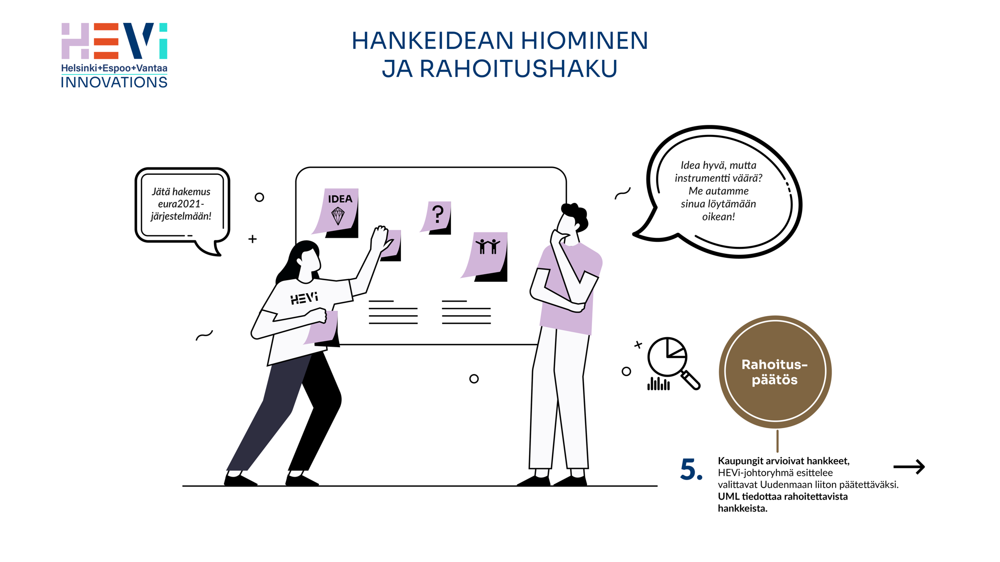 HEVi
Helsinki+Espoo+Vantaa
INNOVATIONS
HANKEIDEAN HIOMINEN
JA RAHOITUSHAKU
Jätä hakemus
eura2021-
järjestelmään!
IDEA
?
Idea hyvä, mutta
instrumentti väärä?
Me autamme
sinua löytämään
oikean!
HEVi
Rahoitus-
päätös
5.
Kaupungit arvioivat hankkeet,
HEVi-johtoryhmä esittelee
valittavat Uudenmaan liiton päätettäväksi.
UML tiedottaa rahoitettavista
hankkeista.